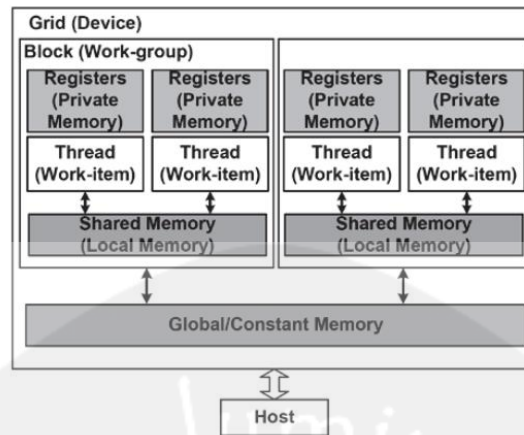 Grid (Device)
Block (Work-group)
Registers (Private Memory)
Registers (Private Memory)
Registers (Private Memory)
Registers (Private Memory)
Thread (Work-item)
Thread (Work-item)
Thread (Work-item)
Thread (Work-item)
Shared Memory (Local Memory)
Shared Memory (Local Memory)
Global/Constant Memory
Host